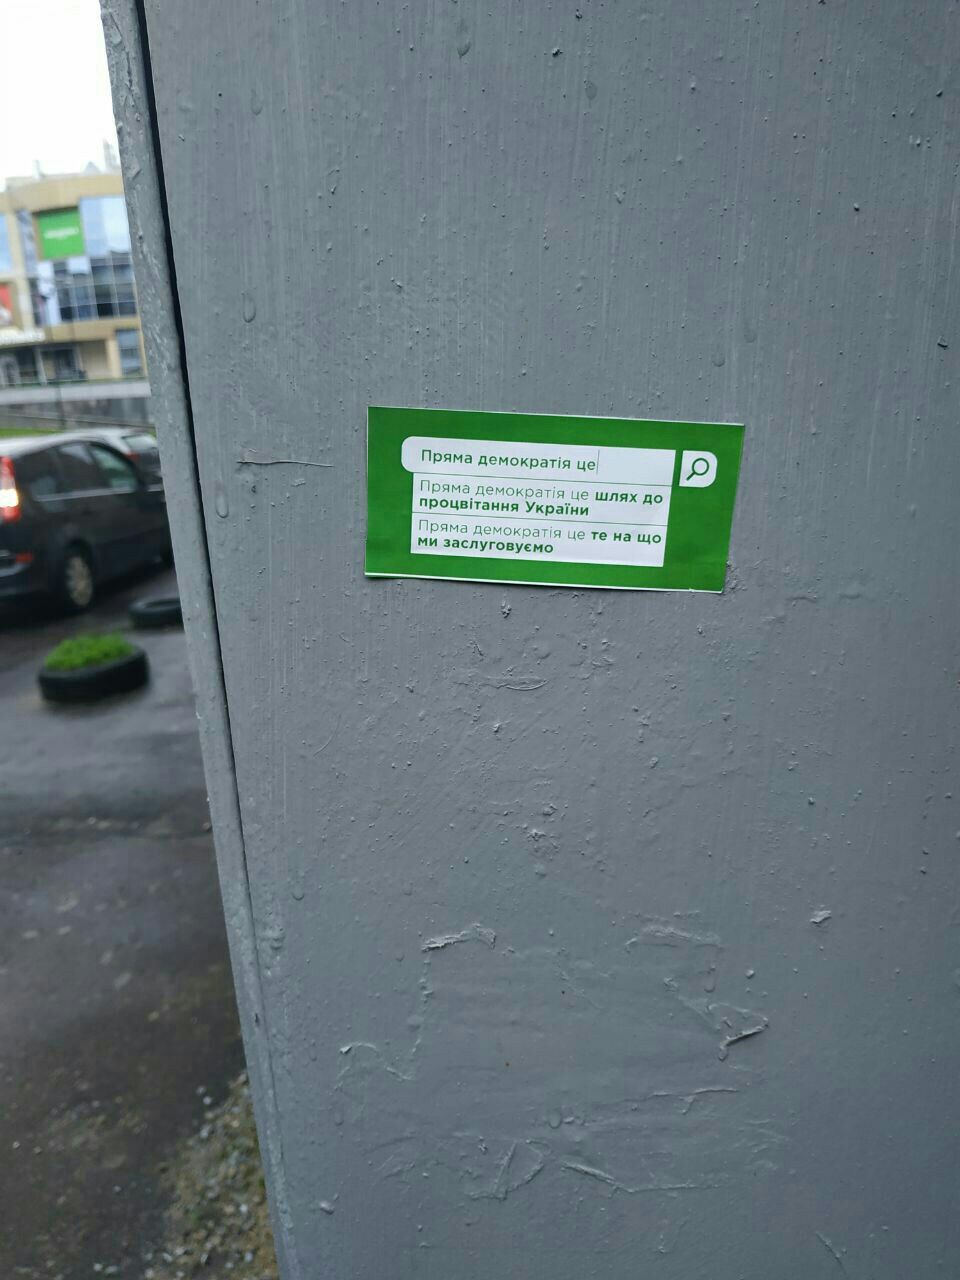 Пряма демократія це
Пряма демократія це шлях до
процвітання України
Пряма демократія це те на що
ми заслуговуємо